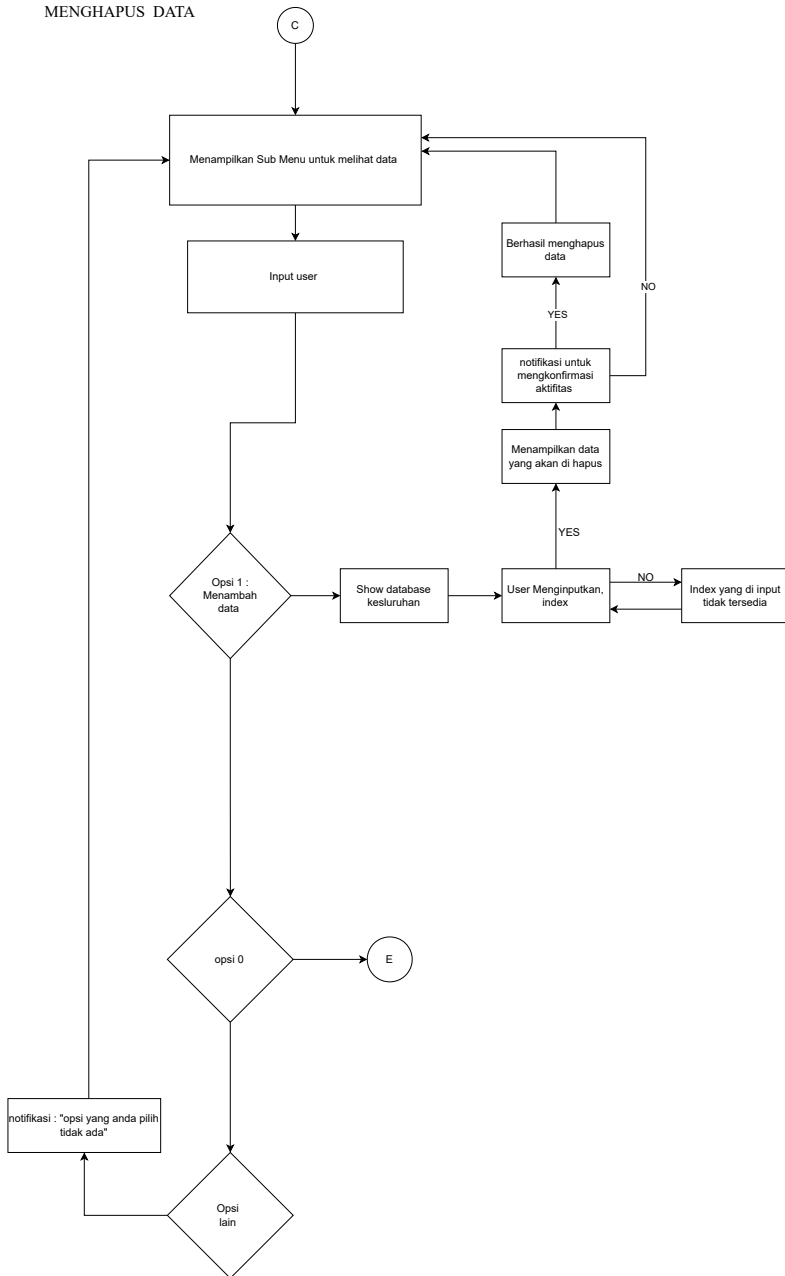 MENGHAPUS DATA
C
Menampilkan Sub Menu untuk melihat data
Input user
Berhasil menghapus
data
NO
YES
notifikasi untuk
mengkonfirmasi
aktifitas
Menampilkan data
yang akan di hapus
YES
Opsi 1 :
Menambah
data
Show database
kesluruhan
User Menginputkan,
index
NO
Index yang di input
tidak tersedia
opsi 0
E
notifikasi : "opsi yang anda pilih
tidak ada"
Opsi
lain